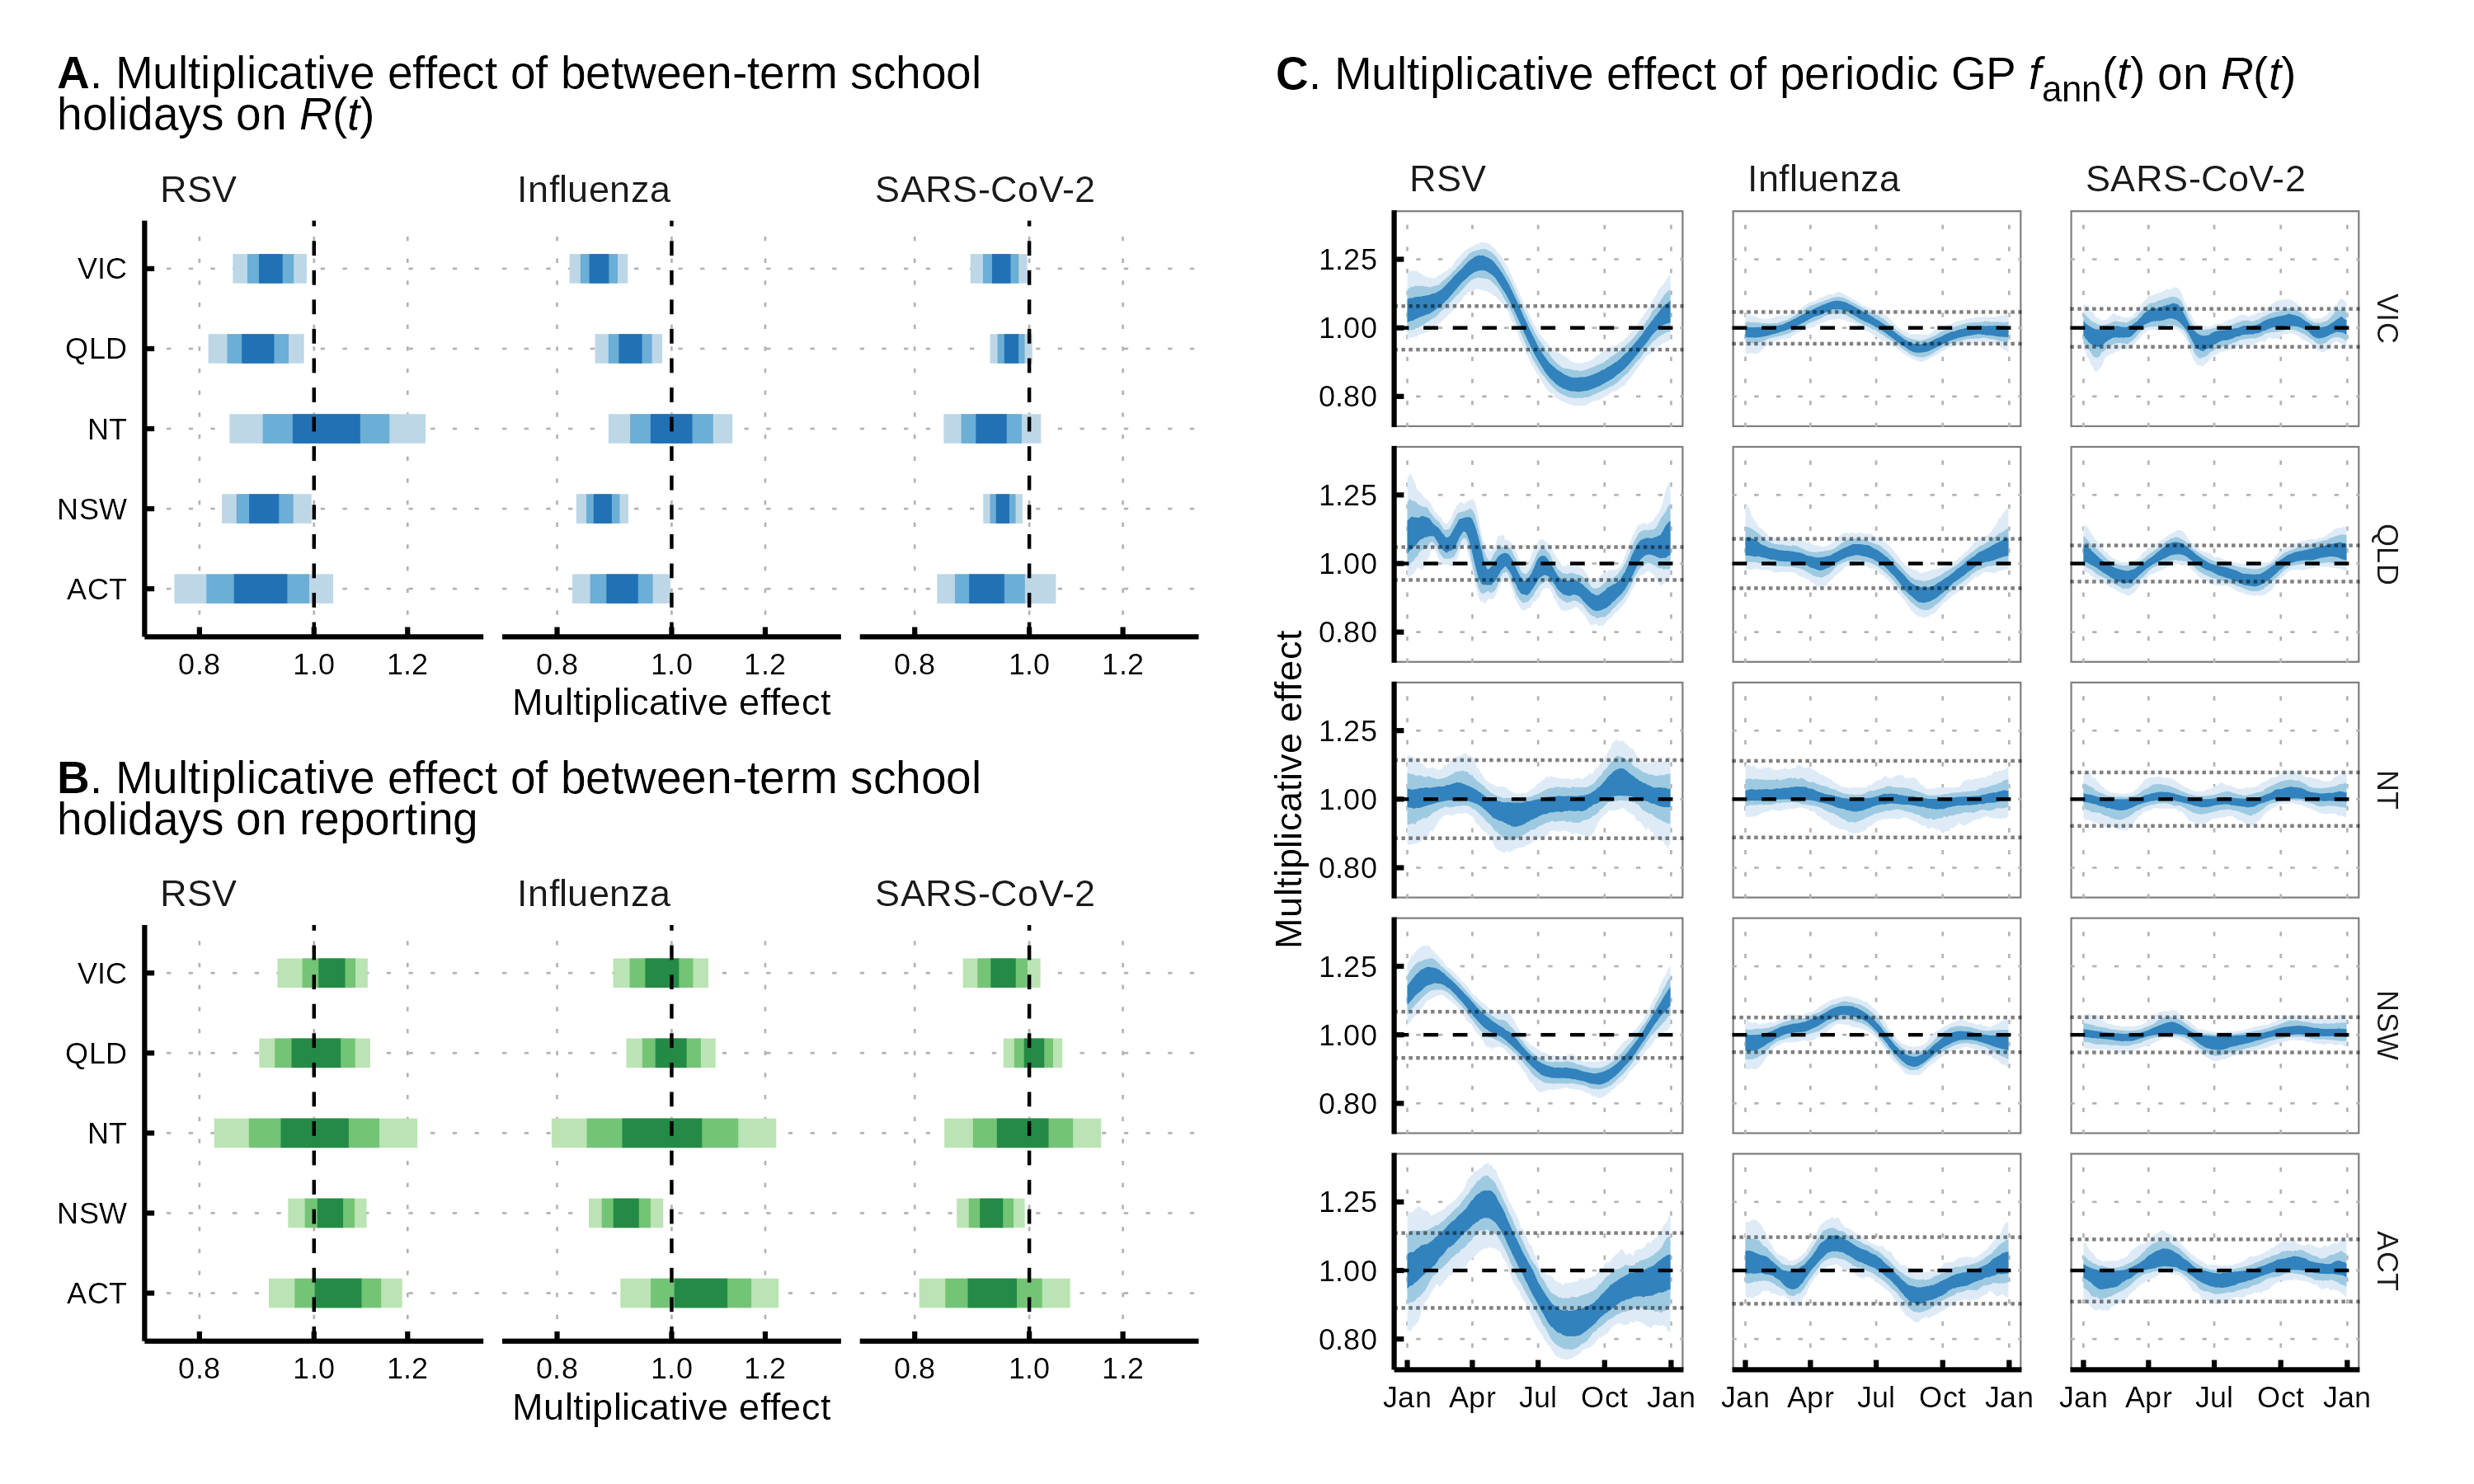 A. Multiplicative effect of between-term school
holidays on R(t)
RSV Influenza SARS-CoV-2
VIC
QLD
NT
NSW
ACT
0.8 1.0 1.2 0.8 1.0 1.2 0.8 1.0 1.2
Multiplicative effect
B. Multiplicative effect of between-term school
holidays on reporting
RSV Influenza SARS-CoV-2
VIC
QLD
NT
NSW
ACT
0.8 1.0 1.2 0.8 1.0 1.2 0.8 1.0 1.2
Multiplicative effect
C. Multiplicative effect of periodic GP fann(t) on R(t)
RSV Influenza SARS-CoV-2
Multiplicative effect
1.25
1.00
0.80
VIC
1.25
1.00
0.80
QLD
1.25
1.00
0.80
NT
1.25
1.00
0.80
NSW
1.25
1.00
0.80
ACT
Jan Apr Jul Oct Jan Jan Apr Jul Oct Jan Jan Apr Jul Oct Jan